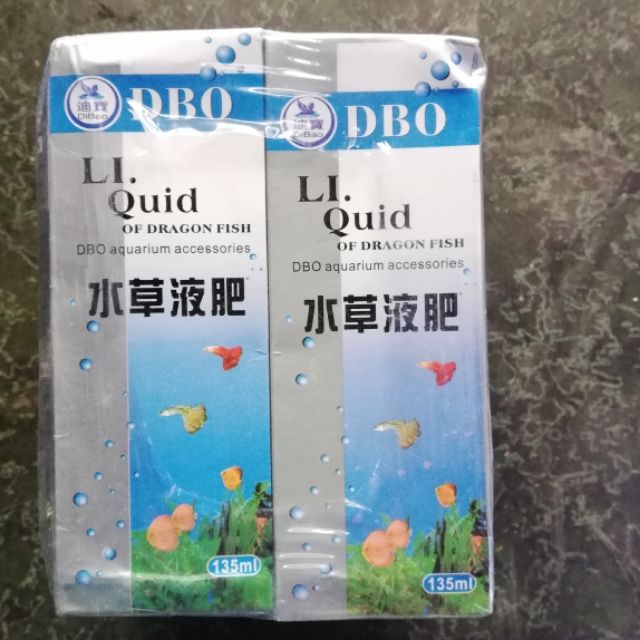 迪寶
DiBao
DBO
LI.
Quid
OF DRAGON FISH
DBO aquarium accessories
水草液肥
135ml
迪寶
DiBao
DBO
LI.
Quid
OF DRAGON FISH
DBO aquarium accessories
水草液肥
135ml